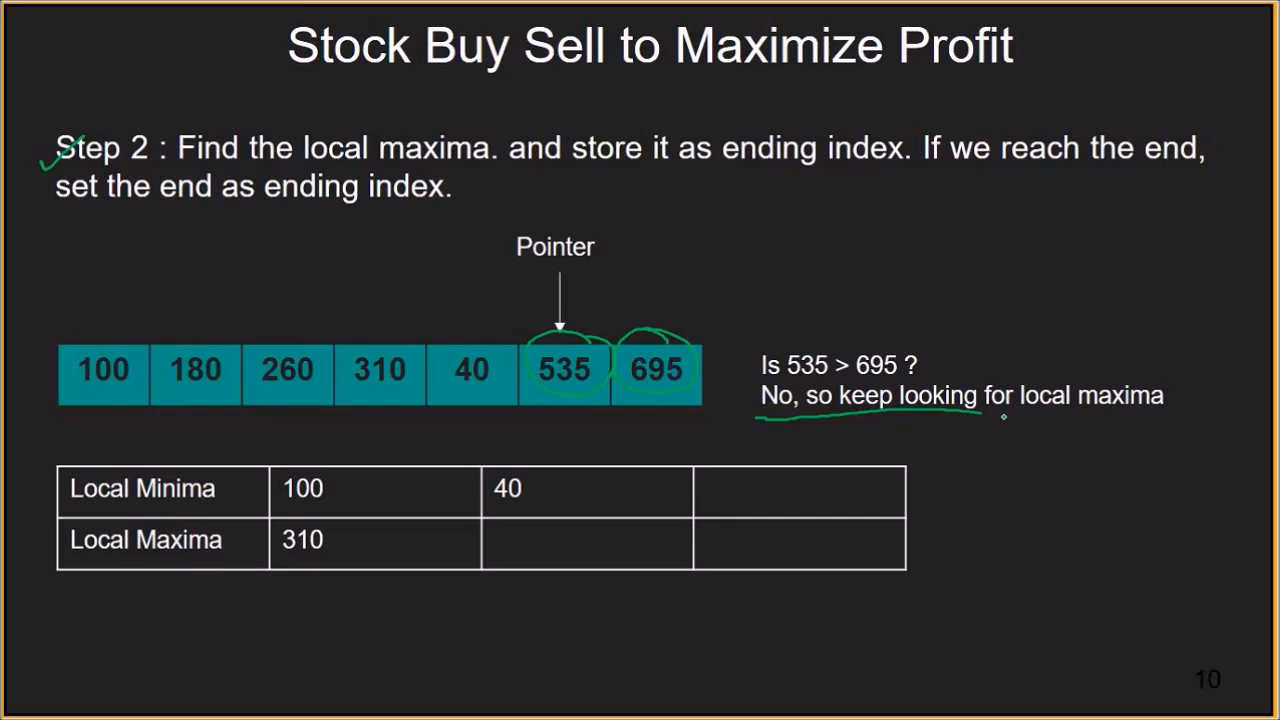 Stock Buy Sell to Maximize Profit
Step 2 : Find the local maxima. and store it as ending index. If we reach the end,
set the end as ending index.
Pointer
100 180 260 310 40 535 695
Is 535 > 695 ?
No, so keep looking for local maxima
Local Minima 100 40
Local Maxima 310
10